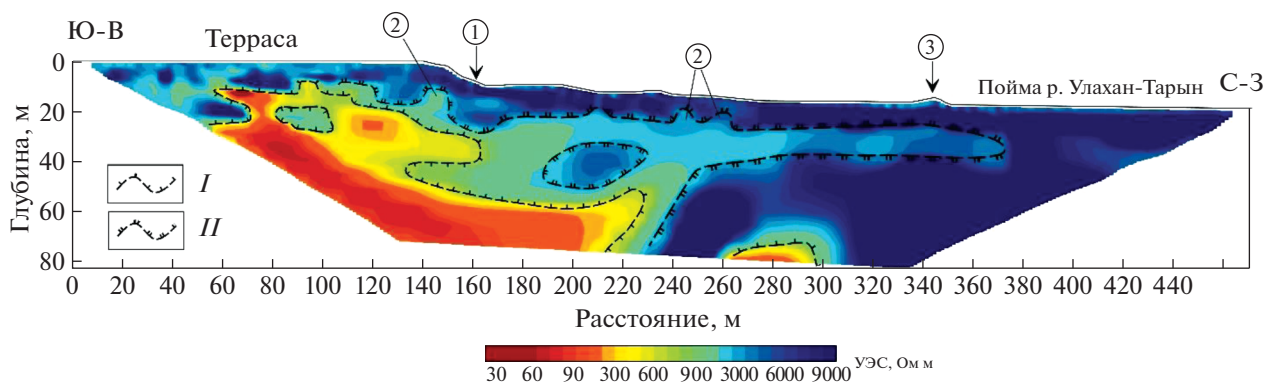 Ю-В
Терраса
2
1
2
3
Пойма р. Улахан-Тарын
С-З
Глубина, м
0
20
40
60
80
I
II
0 20 40 60 80 100 120 140 160 180 200 220 240 260 280 300 320 340 360 380 400 420 440
Расстояние, м
30 60 90 300 600 900 3000 6000 9000
УЭС, Ом м